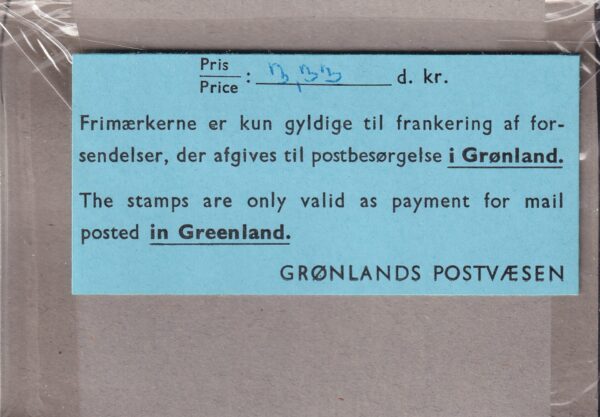 Pris
Price : 3,33 d. kr.
Frimærkerne er kun gyldige til frankering af for-
sendelser, der afgives til postbesørgelse i Grønland.
The stamps are only valid as payment for mail
posted in Greenland.
GRØNLANDS POSTVÆSEN